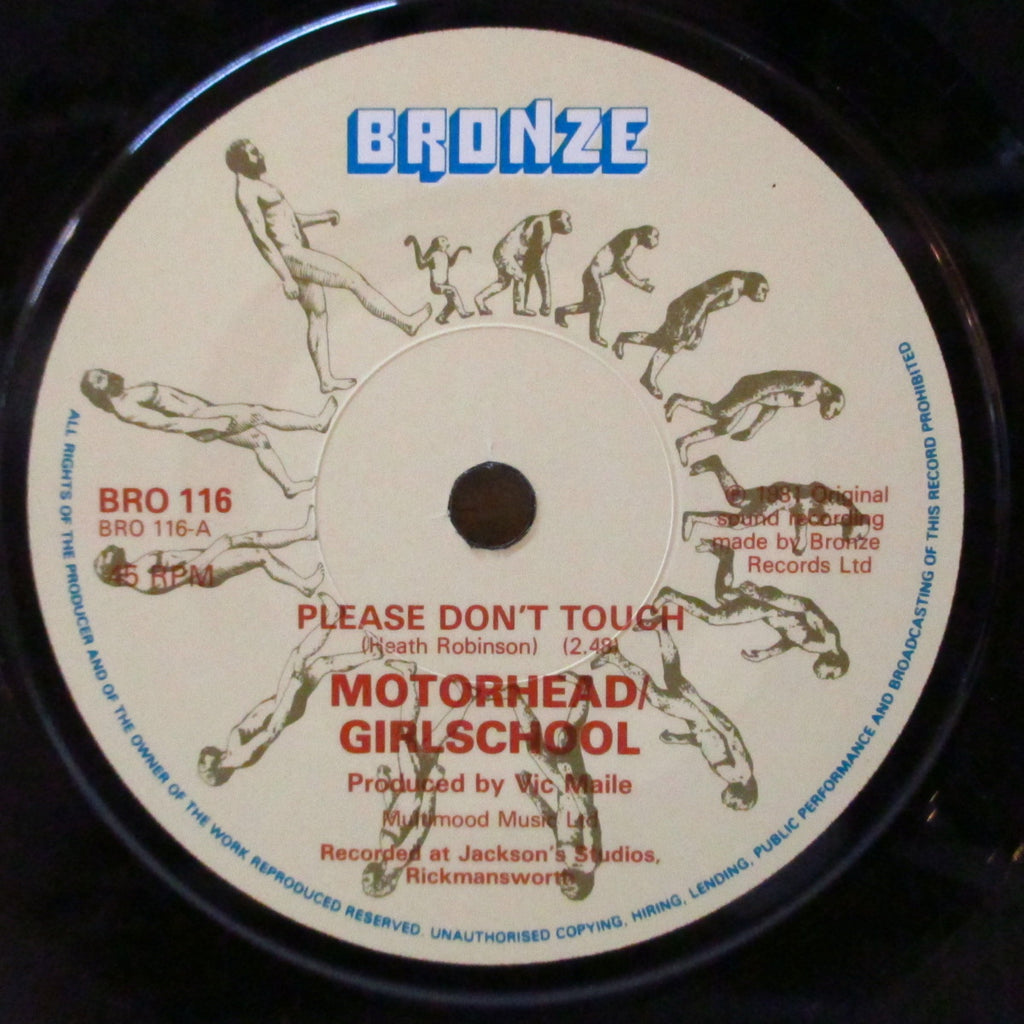 BRONZE
BRO 116
BRO 116-A
45 RPM
℗ 1981 Original
sound recording
made by Bronze
Records Ltd
PLEASE DON'T TOUCH
(Heath Robinson) (2.48)
MOTORHEAD/
GIRLSCHOOL
Produced by Vic Maile
Multimood Music Ltd
Recorded at Jackson's Studios,
Rickmansworth
ALL RIGHTS OF THE PRODUCER AND OF THE OWNER OF THE WORK REPRODUCED RESERVED. UNAUTHORISED COPYING, HIRING, LENDING, PUBLIC PERFORMANCE AND BROADCASTING OF THIS RECORD PROHIBITED